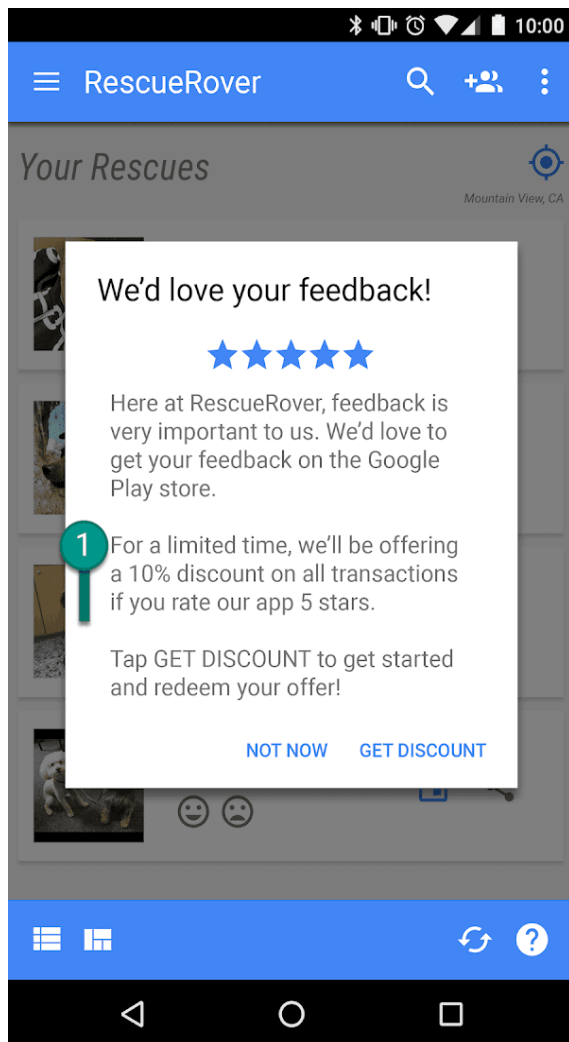 10:00
RescueRover
Your Rescues
Mountain View, CA
We’d love your feedback!
Here at RescueRover, feedback is
very important to us. We’d love to
get your feedback on the Google
Play store.
1
For a limited time, we’ll be offering
a 10% discount on all transactions
if you rate our app 5 stars.
Tap GET DISCOUNT to get started
and redeem your offer!
NOT NOW GET DISCOUNT
?